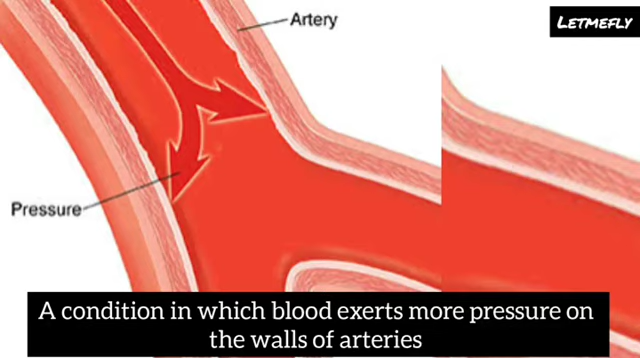 Artery
LETMEFLY
Pressure
A condition in which blood exerts more pressure on
the walls of arteries